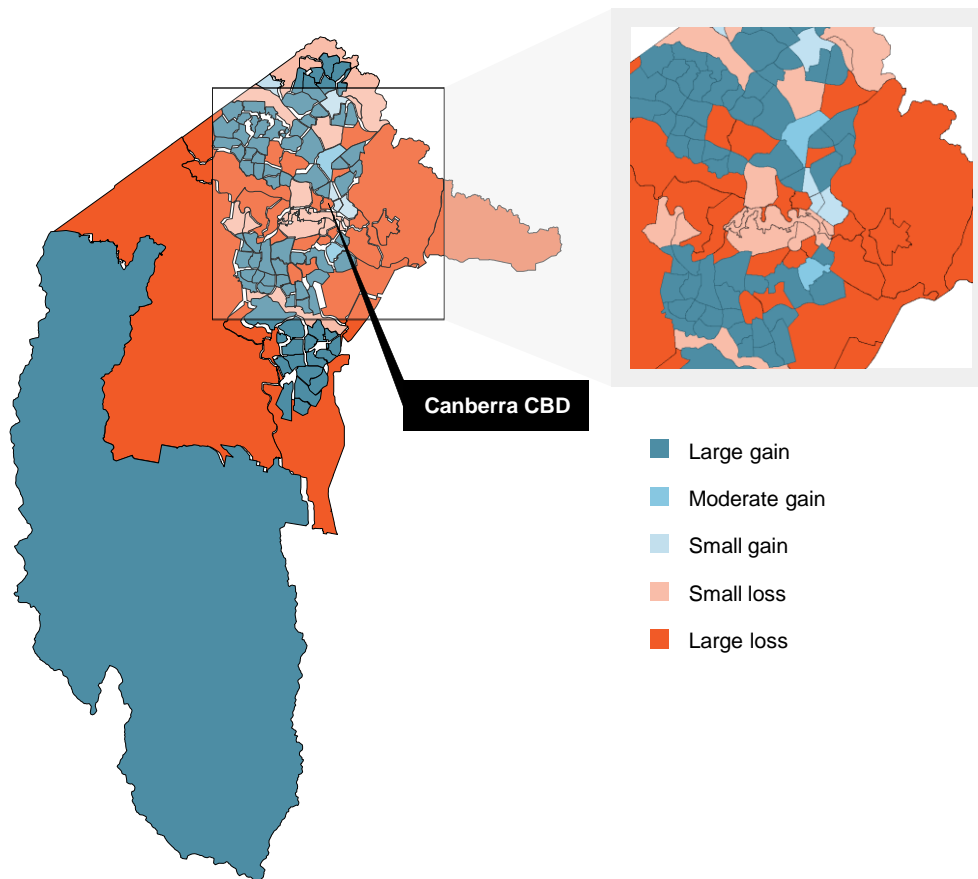 Canberra CBD
Large gain
Moderate gain
Small gain
Small loss
Large loss